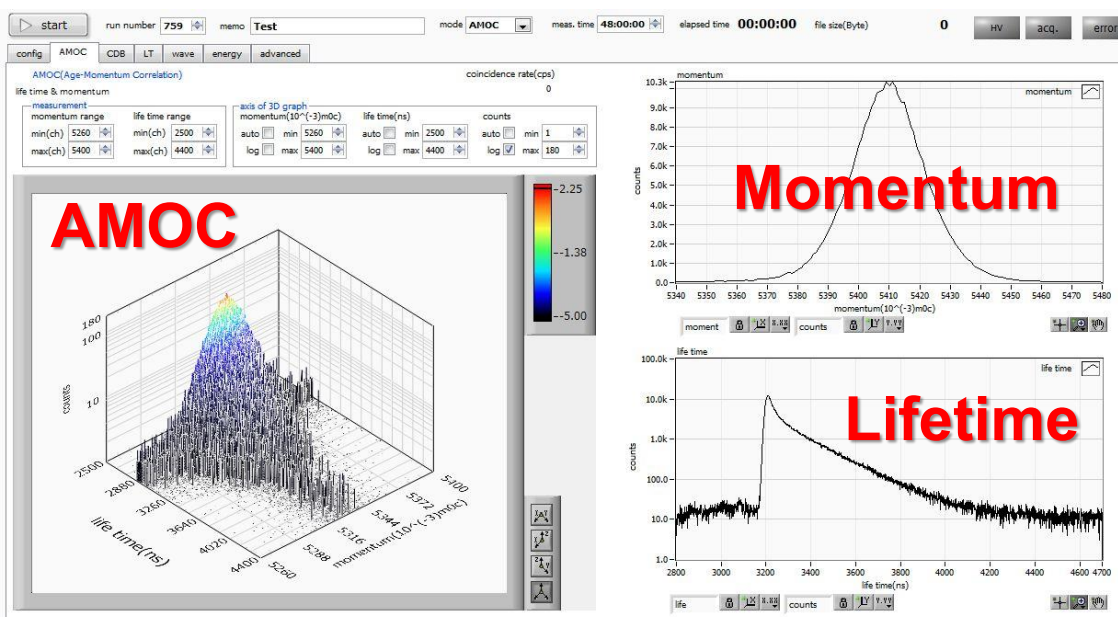 start run number 759 memo Test mode AMOC meas. time 48:00:00 elapsed time 00:00:00 file size(Byte) 0 HV acq. error
config AMOC CDB LT wave energy advanced
AMOC(Age-Momentum Correlation) coincidence rate(cps)
life time & momentum 0
measurement axis of 3D graph
momentum range life time range momentum(10^(-3)m0c) life time(ns) counts
min(ch) 5260 min(ch) 2500 auto min 5260 auto min 2500 auto min 1
max(ch) 5400 max(ch) 4400 log max 5400 log max 4400 log max 180
AMOC
2.25
-1.38
-5.00
180
100
10
counts
2500
2880
3260
3640
4020
4400
life time(ns)
5260
5288
5316
5344
5372
5400
momentum(10^(-3)m0c)
momentum
momentum
Momentum
10.3k
9.0k
8.0k
7.0k
6.0k
5.0k
4.0k
3.0k
2.0k
1.0k
0.0
counts
5340 5350 5360 5370 5380 5390 5400 5410 5420 5430 5440 5450 5460 5470 5480
momentum(10^(-3)m0c)
moment counts
life time
life time
Lifetime
100.0k
10.0k
1.0k
100.0
10.0
1.0
counts
2800 3000 3200 3400 3600 3800 4000 4200 4400 4600 4700
life time(ns)
life counts